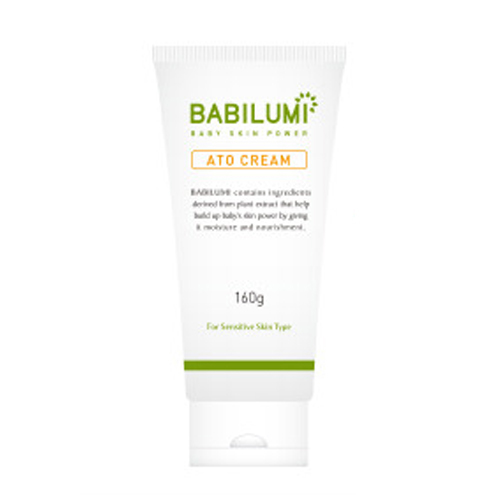 BABILUMI
BABY SKIN POWER
ATO CREAM
BABILUMI contains ingredients
derived from plant extract that help
build up baby's skin power by giving
it moisture and nourishment.
160g
For Sensitive Skin Type